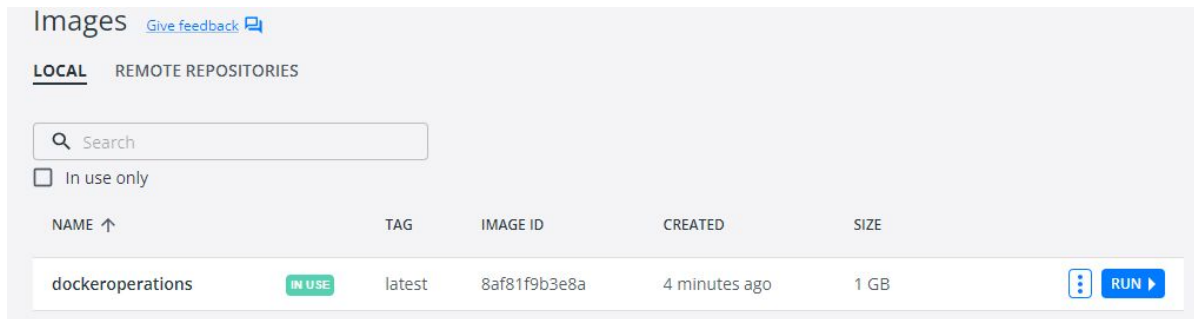 Images Give feedback
LOCAL REMOTE REPOSITORIES
Search
In use only
NAME TAG IMAGE ID CREATED SIZE
dockeroperations IN USE latest 8af81f9b3e8a 4 minutes ago 1 GB RUN